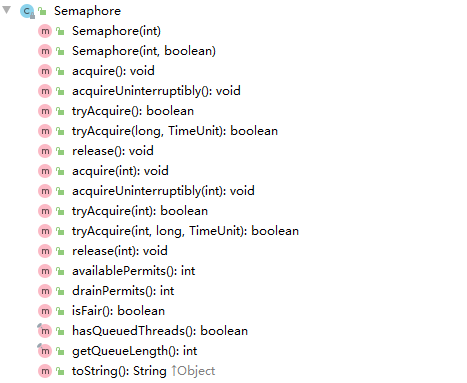 Semaphore
Semaphore(int)
Semaphore(int, boolean)
acquire(): void
acquireUninterruptibly(): void
tryAcquire(): boolean
tryAcquire(long, TimeUnit): boolean
release(): void
acquire(int): void
acquireUninterruptibly(int): void
tryAcquire(int): boolean
tryAcquire(int, long, TimeUnit): boolean
release(int): void
availablePermits(): int
drainPermits(): int
isFair(): boolean
hasQueuedThreads(): boolean
getQueueLength(): int
toString(): String ↑Object